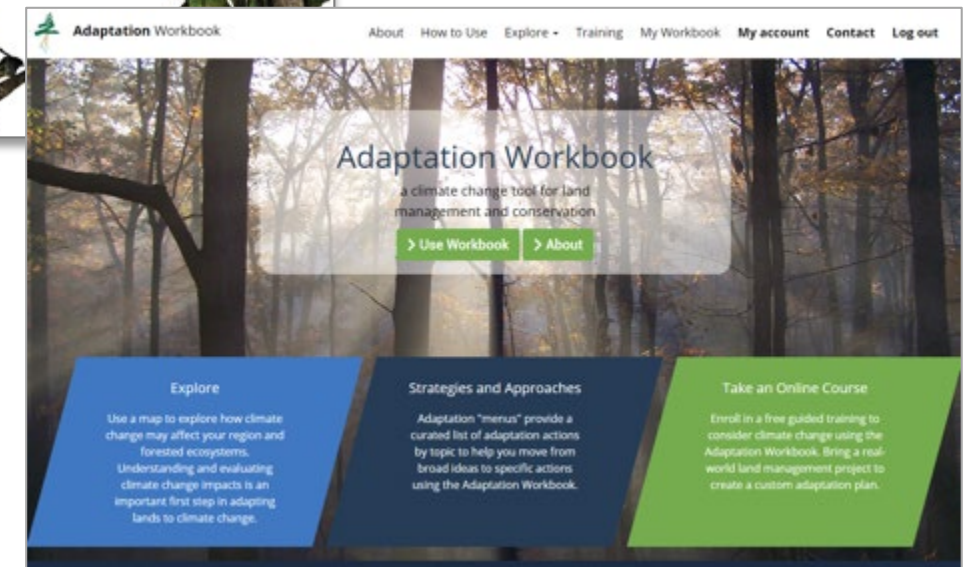 Adaptation Workbook
About How to Use Explore Training My Workbook My account Contact Log out
Adaptation Workbook
a climate change tool for land
management and conservation
> Use Workbook > About
Explore
Use a map to explore how climate
change may affect your region and
forested ecosystems.
Understanding and evaluating
climate change impacts is an
important first step in adapting
lands to climate change.
Strategies and Approaches
Adaptation "menus" provide a
curated list of adaptation actions
by topic to help you move from
broad ideas to specific actions
using the Adaptation Workbook.
Take an Online Course
Enroll in a free guided training to
consider climate change using the
Adaptation Workbook. Bring a real-
world land management project to
create a custom adaptation plan.